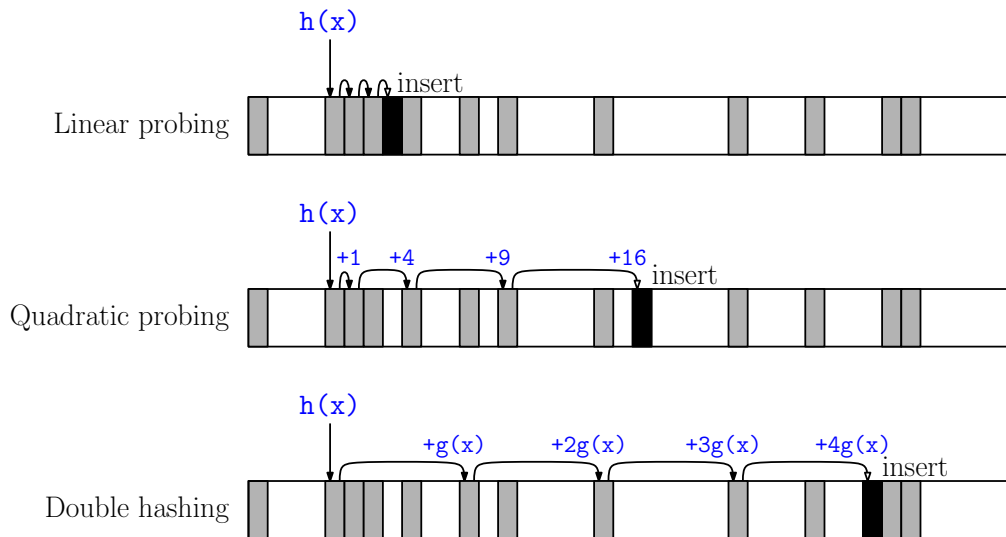 h(x)
insert
Linear probing
h(x)
+1 +4 +9 +16
insert
Quadratic probing
h(x)
+g(x) +2g(x) +3g(x) +4g(x)
insert
Double hashing